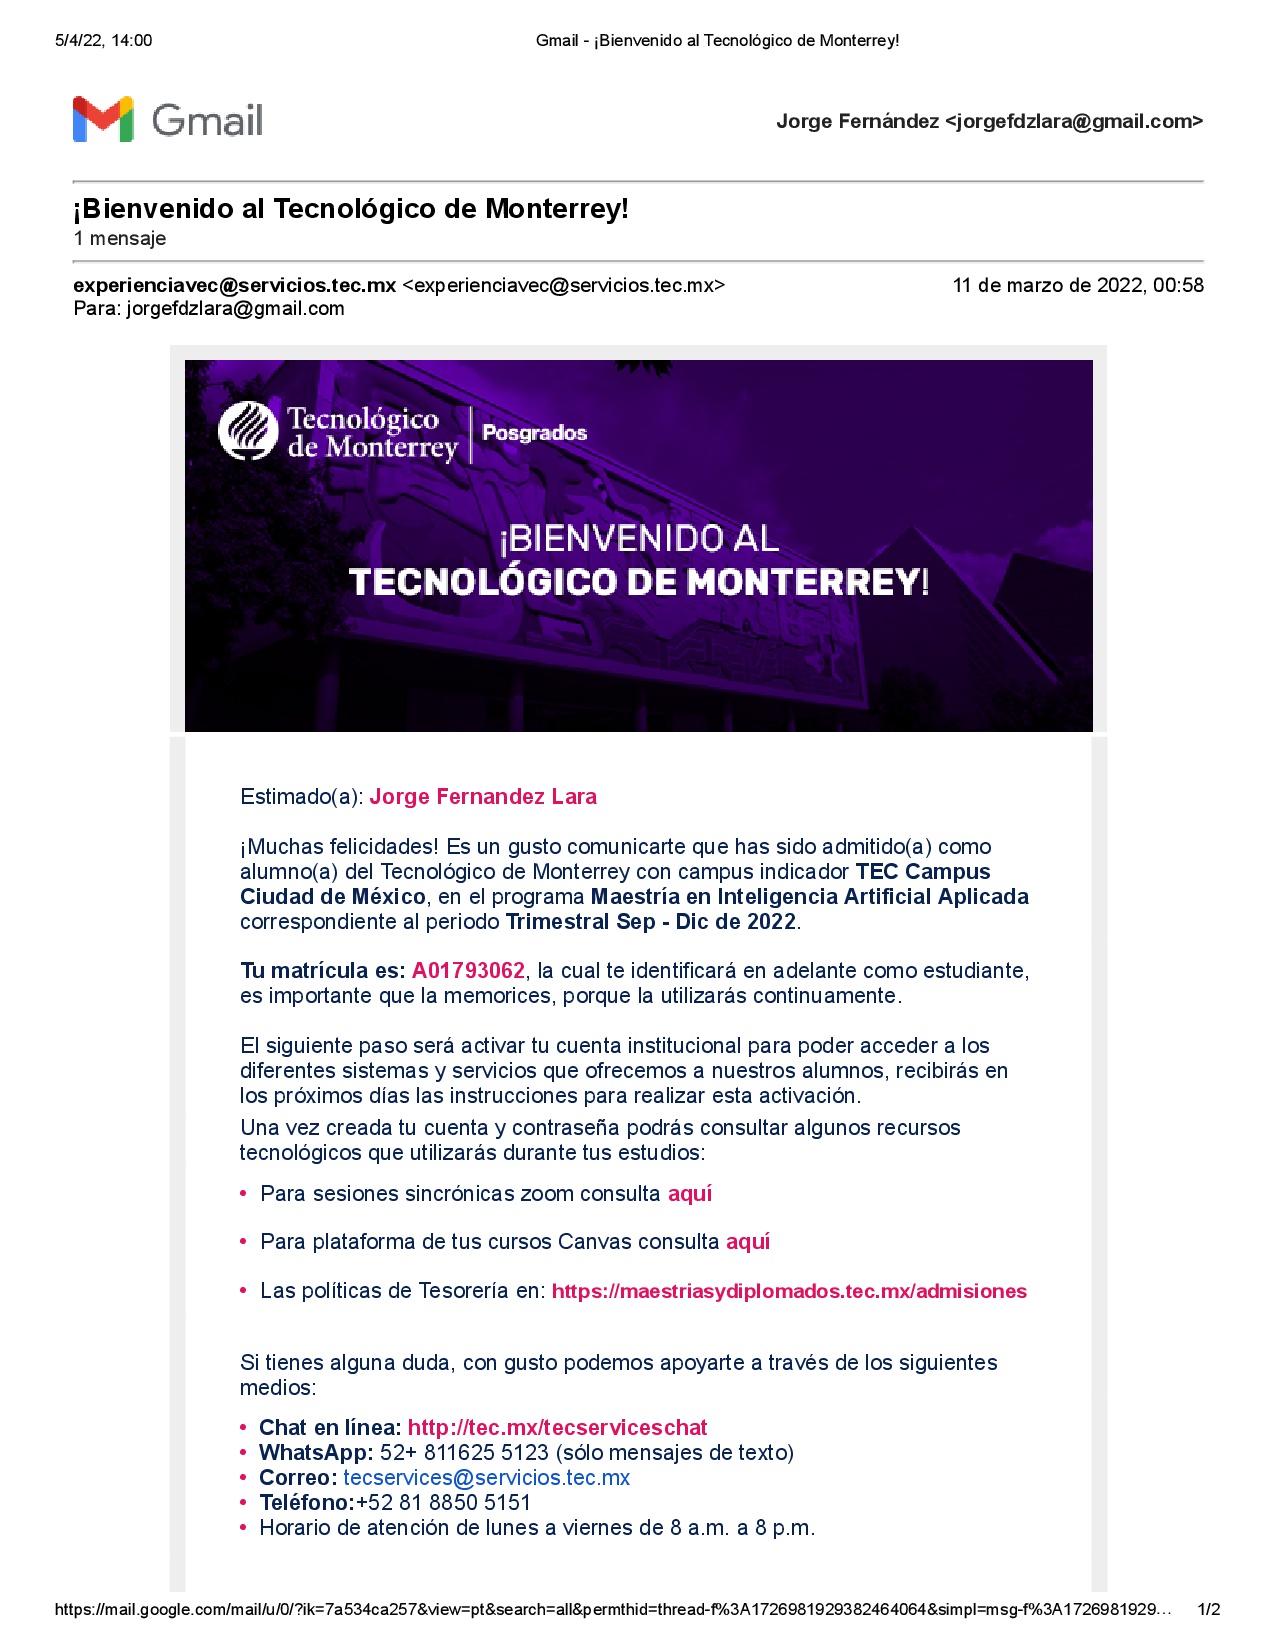 5/4/22, 14:00
Gmail - ¡Bienvenido al Tecnológico de Monterrey!
Gmail
Jorge Fernández <jorgefdzlara@gmail.com>
¡Bienvenido al Tecnológico de Monterrey!
1 mensaje
experienciavec@servicios.tec.mx <experienciavec@servicios.tec.mx>
11 de marzo de 2022, 00:58
Para: jorgefdzlara@gmail.com
Tecnológico
de Monterrey
Posgrados
¡BIENVENIDO AL
TECNOLÓGICO DE MONTERREY!
Estimado(a): Jorge Fernandez Lara
¡Muchas felicidades! Es un gusto comunicarte que has sido admitido(a) como
alumno(a) del Tecnológico de Monterrey con campus indicador TEC Campus
Ciudad de México, en el programa Maestría en Inteligencia Artificial Aplicada
correspondiente al periodo Trimestral Sep - Dic de 2022.
Tu matrícula es: A01793062, la cual te identificará en adelante como estudiante,
es importante que la memorices, porque la utilizarás continuamente.
El siguiente paso será activar tu cuenta institucional para poder acceder a los
diferentes sistemas y servicios que ofrecemos a nuestros alumnos, recibirás en
los próximos días las instrucciones para realizar esta activación.
Una vez creada tu cuenta y contraseña podrás consultar algunos recursos
tecnológicos que utilizarás durante tus estudios:
• Para sesiones sincrónicas zoom consulta aquí
• Para plataforma de tus cursos Canvas consulta aquí
• Las políticas de Tesorería en: https://maestriasydiplomados.tec.mx/admisiones
Si tienes alguna duda, con gusto podemos apoyarte a través de los siguientes
medios:
• Chat en línea: http://tec.mx/tecserviceschat
• WhatsApp: 52+ 811625 5123 (sólo mensajes de texto)
• Correo: tecservices@servicios.tec.mx
• Teléfono:+52 81 8850 5151
• Horario de atención de lunes a viernes de 8 a.m. a 8 p.m.
https://mail.google.com/mail/u/0/?ik=7a534ca257&view=pt&search=all&permthid=thread-f%3A1726981929382464064&simpl=msg-f%3A1726981929…
1/2